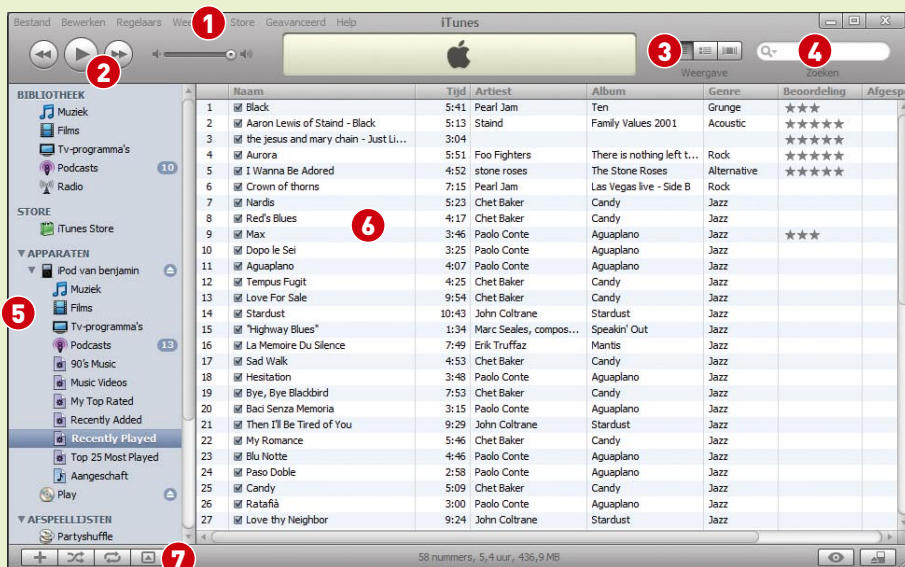 Bestand Bewerken Regelaars Wee 1 Store Geavanceerd Help iTunes
2 3 4
Weergave Zoeken
BIBLIOTHEEK
Muziek
Films
Tv-programma's
Podcasts 10
Radio
STORE
iTunes Store
APPARATEN
iPod van benjamin
Muziek
5
Films
Tv-programma's
Podcasts 13
90's Music
Music Videos
My Top Rated
Recently Added
Recently Played
Top 25 Most Played
Aangeschaft
Play
AFSPEELLIJSTEN
Partyshuffle
Naam Tijd Artiest Album Genre Beoordeling Afgesp
1 Black 5:41 Pearl Jam Ten Grunge ★★★
2 Aaron Lewis of Staind - Black 5:13 Staind Family Values 2001 Acoustic ★★★★★
3 the jesus and mary chain - Just Li... 3:04 ★★★★★
4 Aurora 5:51 Foo Fighters There is nothing left t... Rock ★★★★★
5 I Wanna Be Adored 4:52 stone roses The Stone Roses Alternative ★★★★★
6 Crown of thorns 7:15 Pearl Jam Las Vegas live - Side B Rock
7 Nardis 5:23 Chet Baker Candy Jazz
8 Red's Blues 4:17 Chet Baker Candy Jazz
6
9 Max 3:46 Paolo Conte Aguaplano Jazz ★★★
10 Dopo le Sei 3:25 Paolo Conte Aguaplano Jazz
11 Aguaplano 4:07 Paolo Conte Aguaplano Jazz
12 Tempus Fugit 4:25 Chet Baker Candy Jazz
13 Love For Sale 9:54 Chet Baker Candy Jazz
14 Stardust 10:43 John Coltrane Stardust Jazz
15 "Highway Blues" 1:34 Marc Seales, compos... Speakin' Out Jazz
16 La Memoire Du Silence 7:49 Erik Truffaz Mantis Jazz
17 Sad Walk 4:53 Chet Baker Candy Jazz
18 Hesitation 3:48 Paolo Conte Aguaplano Jazz
19 Bye, Bye Blackbird 7:53 Chet Baker Candy Jazz
20 Baci Senza Memoria 3:15 Paolo Conte Aguaplano Jazz
21 Then I'll Be Tired of You 9:29 John Coltrane Stardust Jazz
22 My Romance 5:46 Chet Baker Candy Jazz
23 Blu Notte 4:46 Paolo Conte Aguaplano Jazz
24 Paso Doble 2:58 Paolo Conte Aguaplano Jazz
25 Candy 5:09 Chet Baker Candy Jazz
26 Ratafià 3:00 Paolo Conte Aguaplano Jazz
27 Love thy Neighbor 9:24 John Coltrane Stardust Jazz
7 58 nummers, 5,4 uur, 436,9 MB